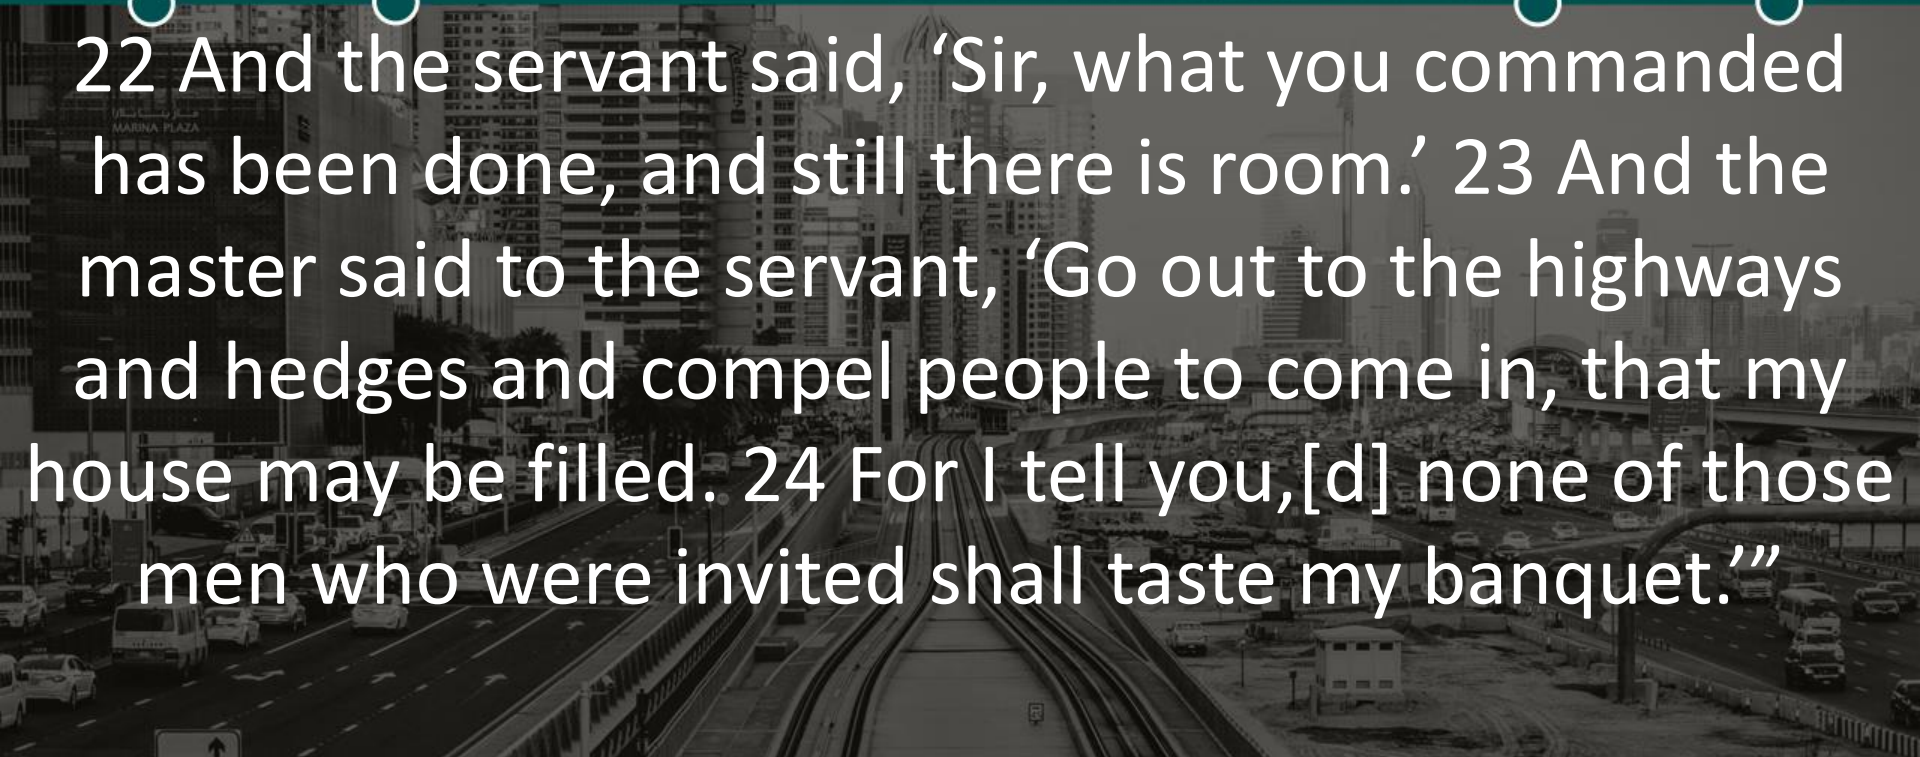 22 And the servant said, ‘Sir, what you commanded
has been done, and still there is room.’ 23 And the
master said to the servant, ‘Go out to the highways
and hedges and compel people to come in, that my
house may be filled. 24 For I tell you,[d] none of those
men who were invited shall taste my banquet.’”
MARINA PLAZA